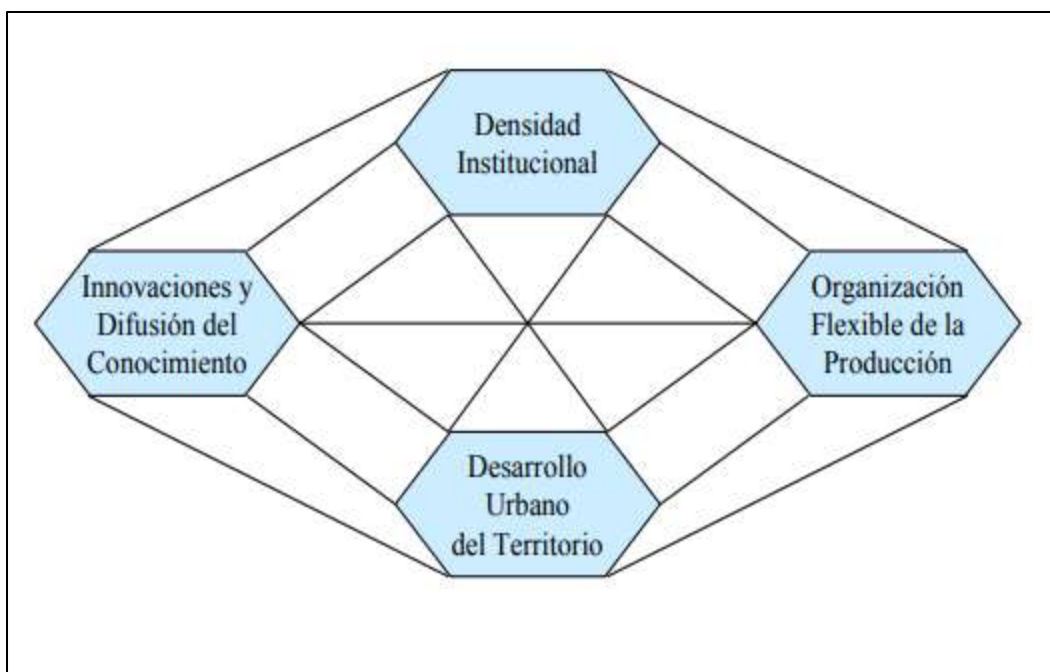 Densidad
Institucional
Innovaciones y
Difusión del
Conocimiento
Organización
Flexible de la
Producción
Desarrollo
Urbano
del Territorio